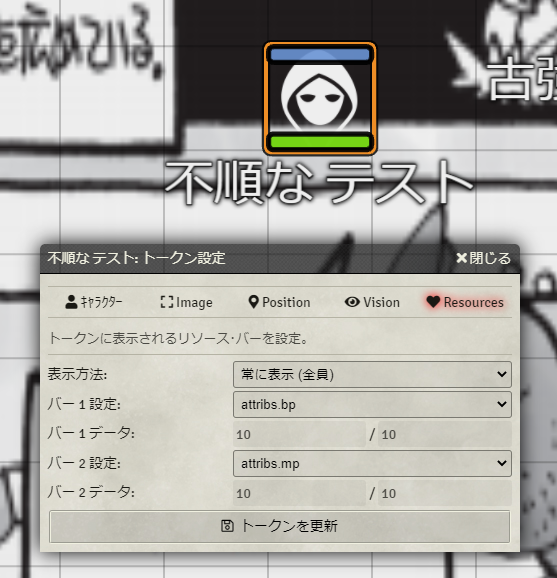 を広めている。
古強
不順な テスト
不順な テスト: トークン設定
閉じる
キャラクター Image Position Vision Resources
トークンに表示されるリソース・バーを設定。
表示方法: 常に表示 (全員)
バー 1 設定: attribs.bp
バー 1 データ: 10 / 10
バー 2 設定: attribs.mp
バー 2 データ: 10 / 10
トークンを更新